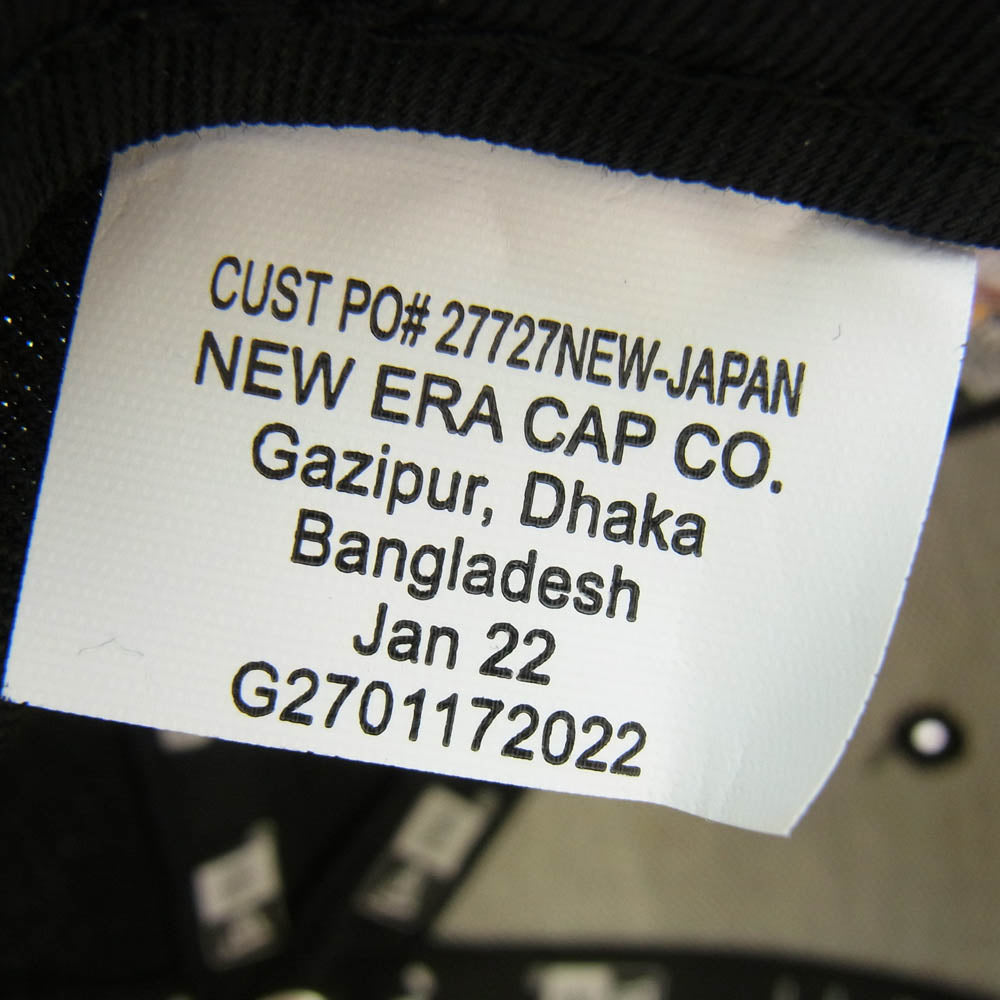 CUST PO# 27727NEW-JAPAN
NEW ERA CAP CO.
Gazipur, Dhaka
Bangladesh
Jan 22
G2701172022